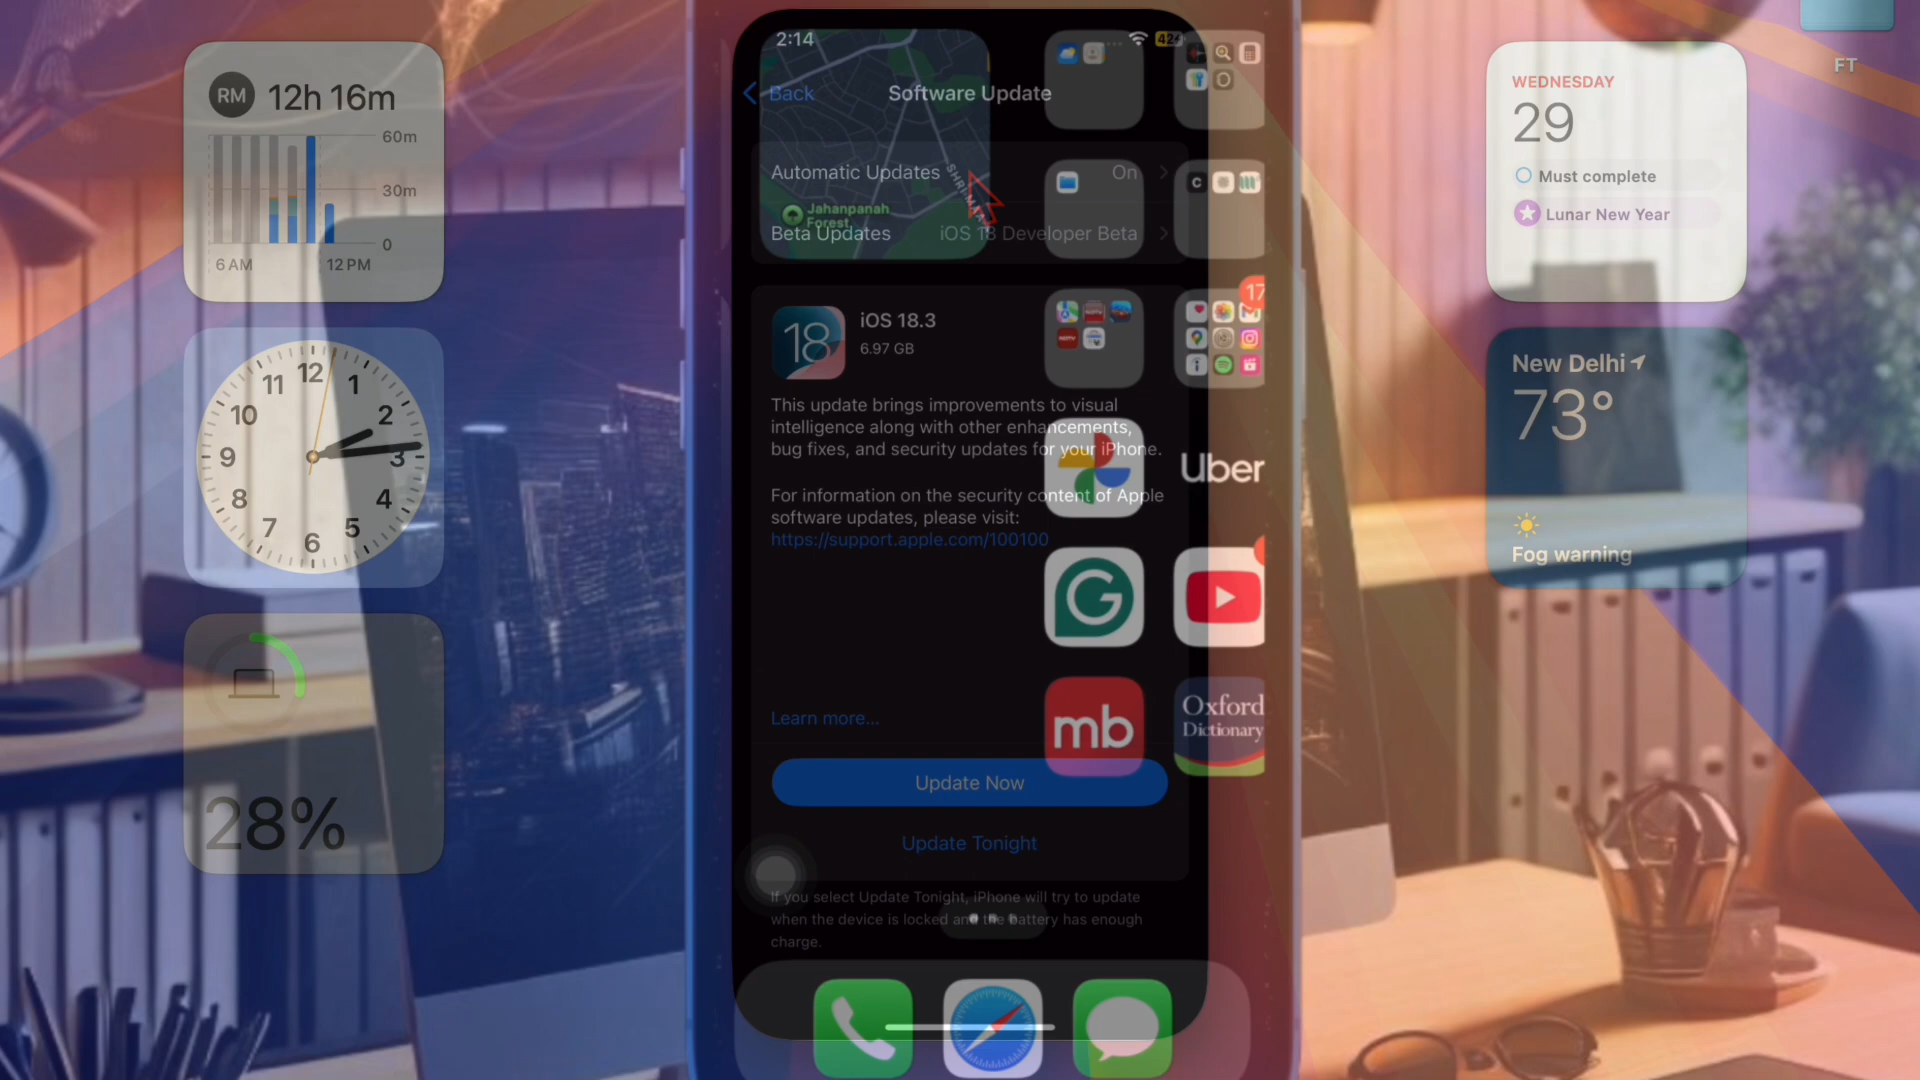 RM 12h 16m
60m
30m
0
6 AM
12 PM
12
11
1
10
2
9
3
8
4
7
5
6
28%
2:14
42
Back
Software Update
Automatic Updates
On
SHRI MAA
Jahanpanah
Forest
Beta Updates
iOS 18 Developer Beta
18
iOS 18.3
6.97 GB
17
This update brings improvements to visual
intelligence along with other enhancements,
bug fixes, and security updates for your iPhone.
For information on the security content of Apple
software updates, please visit:
https://support.apple.com/100100
Uber
Learn more...
mb
Oxford
Dictionary
Update Now
Update Tonight
If you select Update Tonight, iPhone will try to update
when the device is locked and the battery has enough
charge.
FT
WEDNESDAY
29
Must complete
Lunar New Year
New Delhi
73°
Fog warning